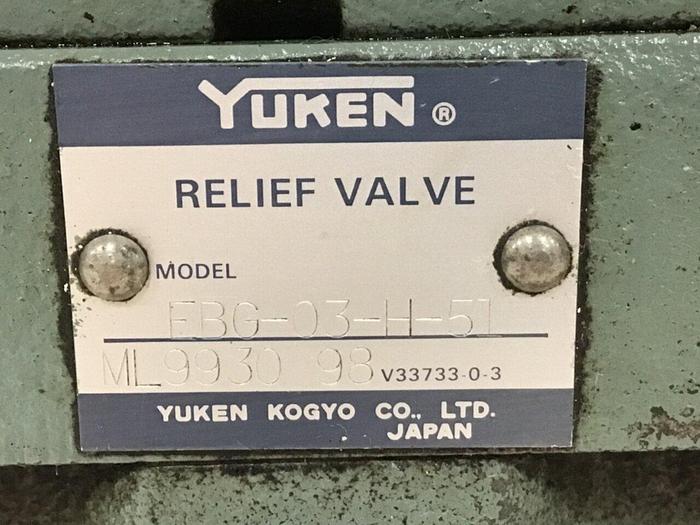 YUKEN ®
RELIEF VALVE
MODEL
EBG-03-H-51
ML9930 98 V33733-0-3
YUKEN KOGYO CO., LTD.
JAPAN